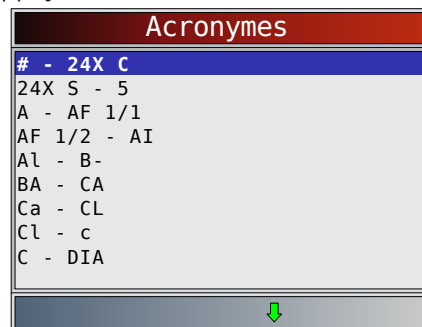 Acronymes
# - 24X C
24X S - 5
A - AF 1/1
AF 1/2 - AI
Al - B-
BA - CA
Ca - CL
Cl - c
C - DIA